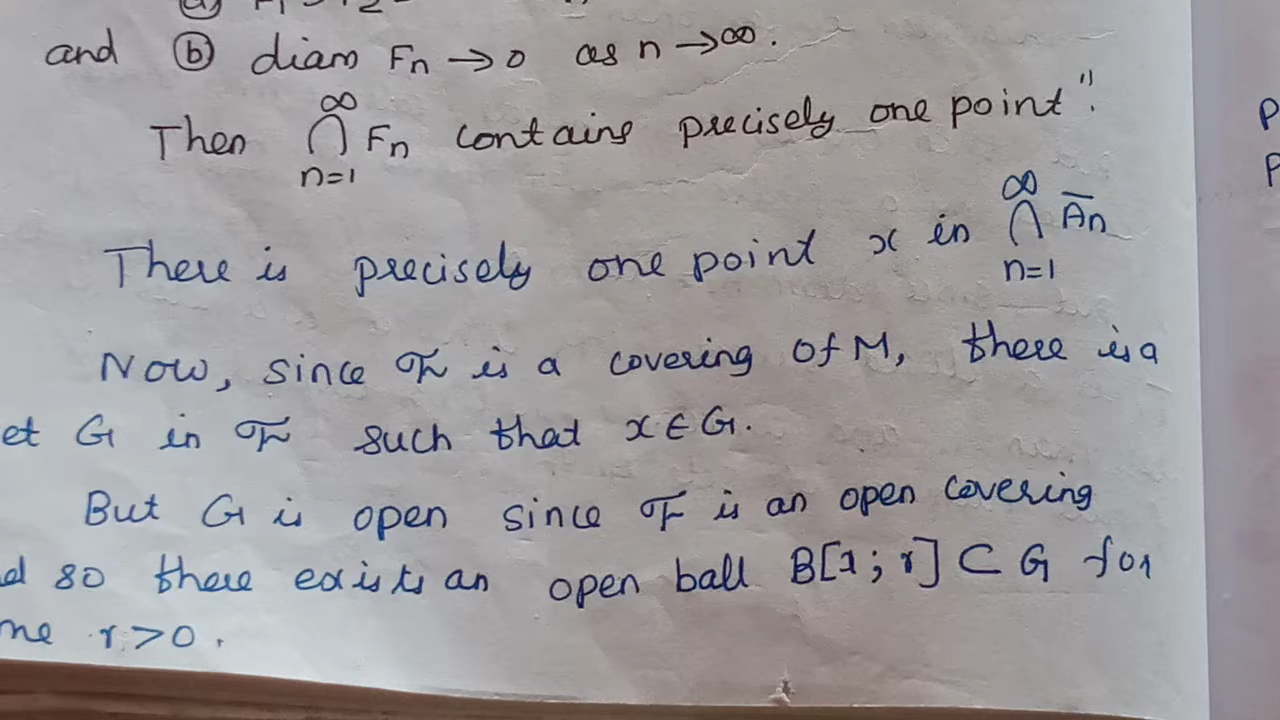 and ⓑ diam Fn → 0 as n → ∞.
Then ∞ ∩ n=1 Fn contains precisely one point".
There is precisely one point x in ∞ ∩ n=1 A̅n
Now, since ℱ is a covering of M, there is a
et G in ℱ such that x ∈ G.
But G is open since ℱ is an open covering
d so there exists an open ball B[x; r] ⊂ G for
me r > 0.